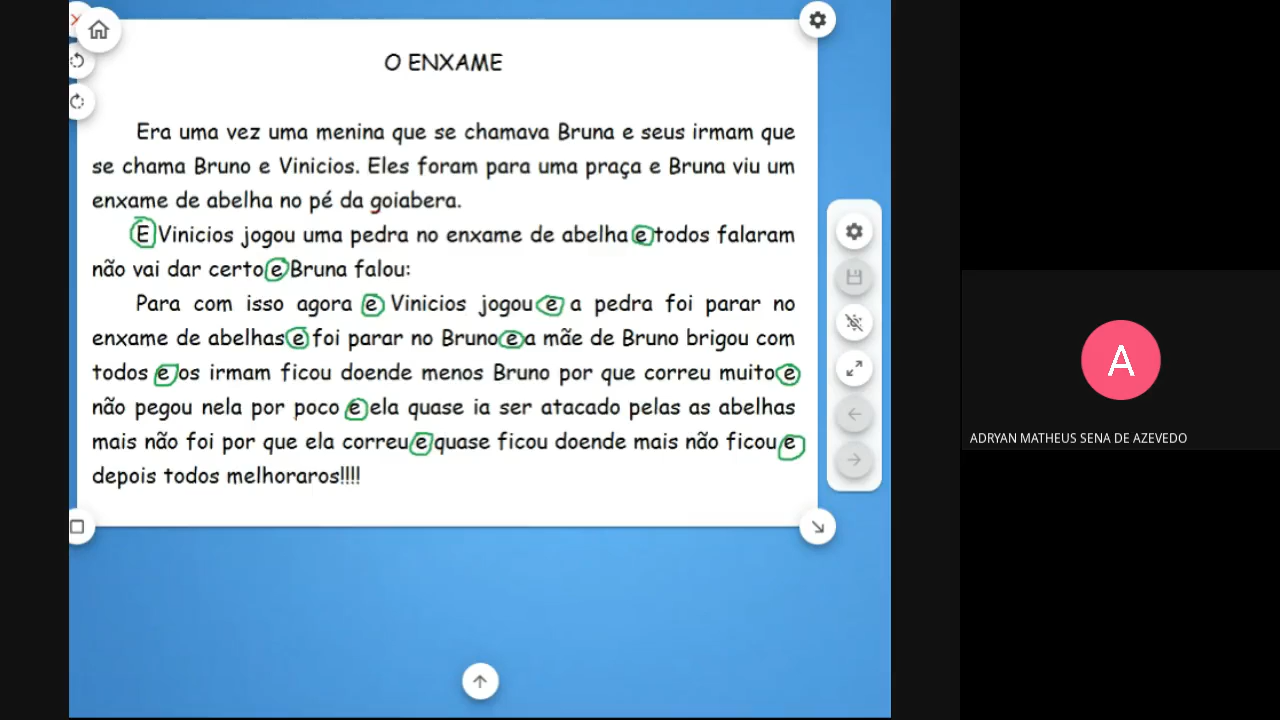 O ENXAME
Era uma vez uma menina que se chamava Bruna e seus irmam que
se chama Bruno e Vinicios. Eles foram para uma praça e Bruna viu um
enxame de abelha no pé da goiabera.
E Vinicios jogou uma pedra no enxame de abelha e todos falaram
não vai dar certo e Bruna falou:
Para com isso agora e Vinicios jogou e a pedra foi parar no
enxame de abelhas e foi parar no Bruno e a mãe de Bruno brigou com
todos e os irmam ficou doende menos Bruno por que correu muito e
não pegou nela por poco e ela quase ia ser atacado pelas as abelhas
mais não foi por que ela correu e quase ficou doende mais não ficou e
depois todos melhoraros!!!!
A
ADRYAN MATHEUS SENA DE AZEVEDO